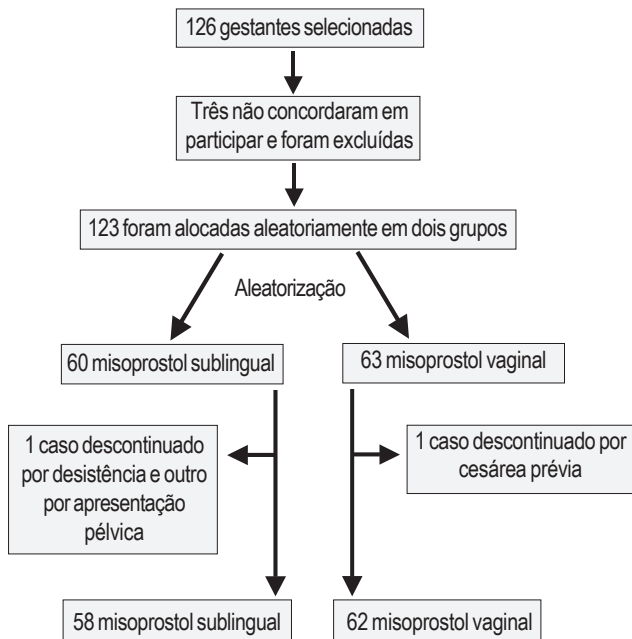 126 gestantes selecionadas
Três não concordaram em
participar e foram excluídas
123 foram alocadas aleatoriamente em dois grupos
Aleatorização
60 misoprostol sublingual
63 misoprostol vaginal
1 caso descontinuado
por desistência e outro
por apresentação
pélvica
1 caso descontinuado por
cesárea prévia
58 misoprostol sublingual
62 misoprostol vaginal